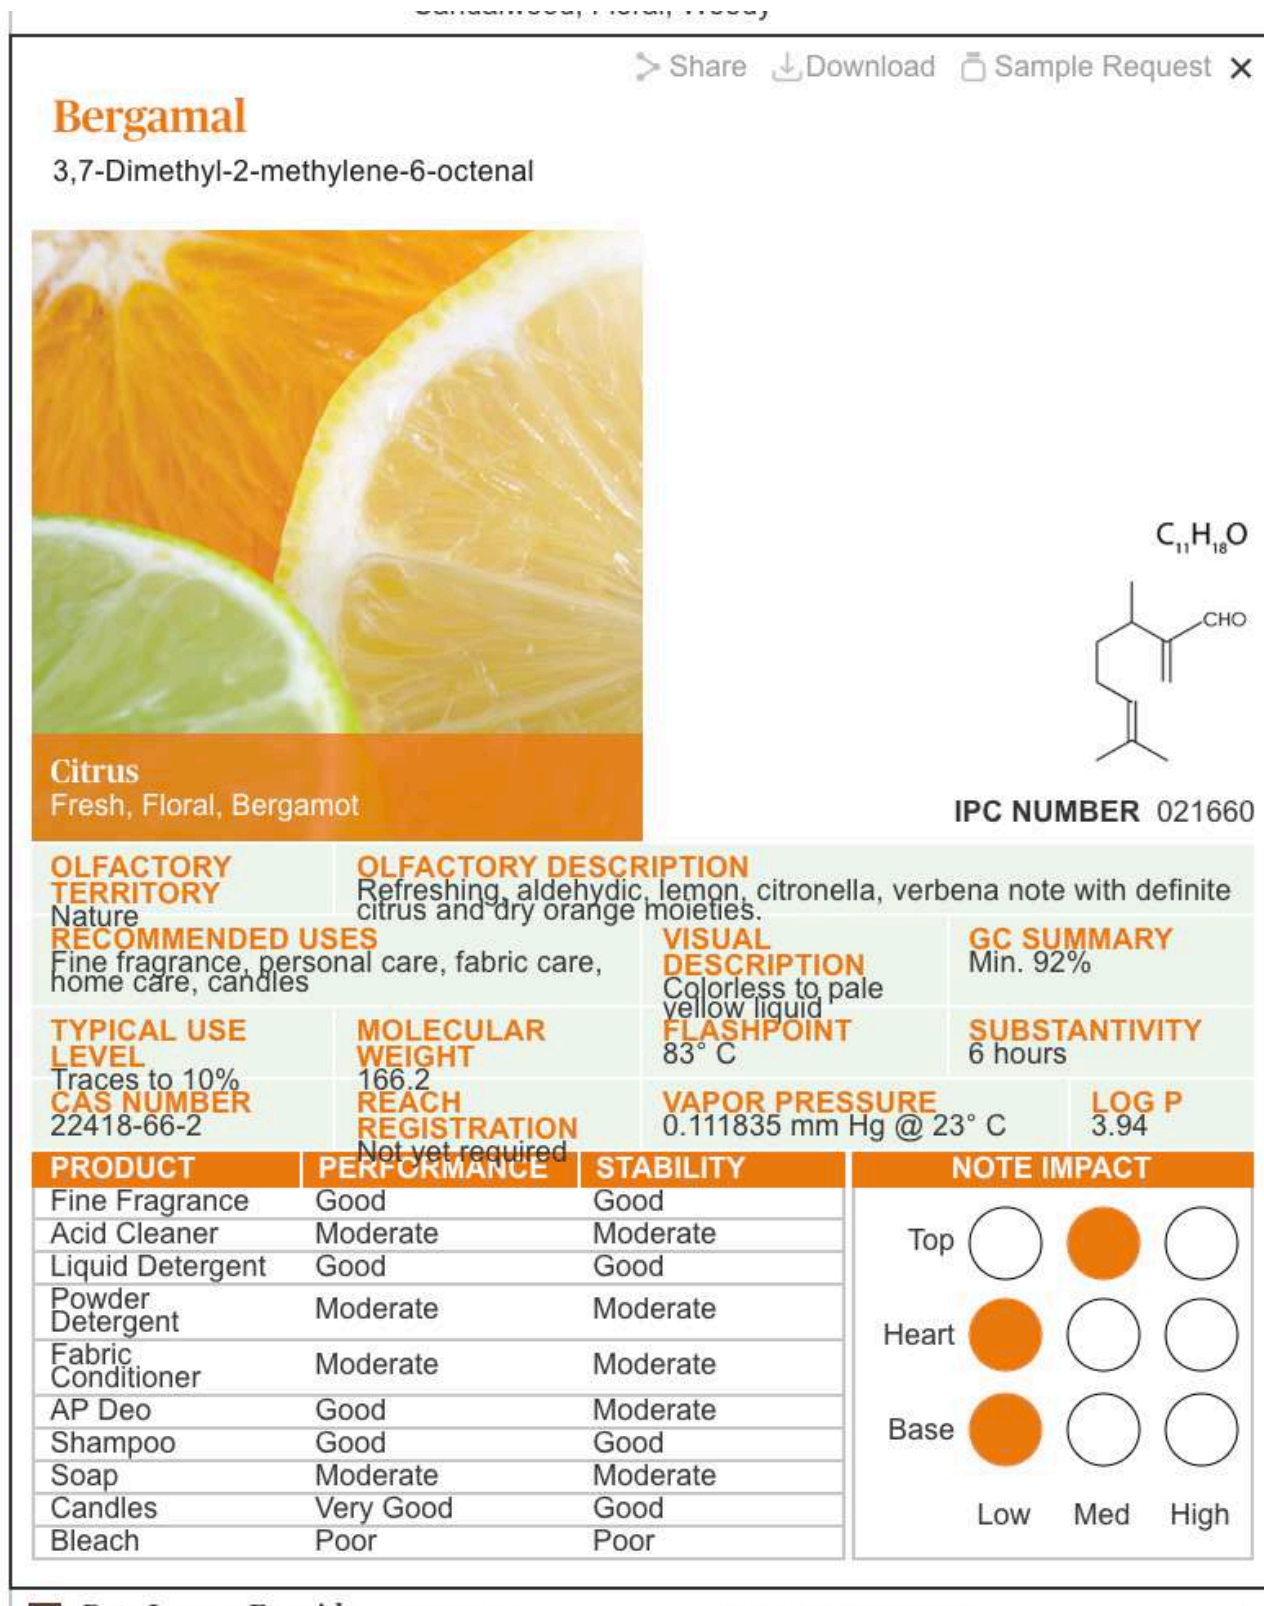 Share Download Sample Request ×
Bergamal
3,7-Dimethyl-2-methylene-6-octenal
C₁₁H₁₈O
CHO
Citrus
Fresh, Floral, Bergamot
IPC NUMBER 021660
OLFACTORY TERRITORY
Nature
OLFACTORY DESCRIPTION
Refreshing, aldehydic, lemon, citronella, verbena note with definite
citrus and dry orange moieties.
RECOMMENDED USES
Fine fragrance, personal care, fabric care,
home care, candles
VISUAL
DESCRIPTION
Colorless to pale
yellow liquid
GC SUMMARY
Min. 92%
TYPICAL USE
LEVEL
Traces to 10%
MOLECULAR
WEIGHT
166.2
FLASHPOINT
83° C
SUBSTANTIVITY
6 hours
CAS NUMBER
22418-66-2
REACH
REGISTRATION
Not yet required
VAPOR PRESSURE
0.111835 mm Hg @ 23° C
LOG P
3.94
PRODUCT PERFORMANCE STABILITY
Fine Fragrance Good Good
Acid Cleaner Moderate Moderate
Liquid Detergent Good Good
Powder
Detergent Moderate Moderate
Fabric
Conditioner Moderate Moderate
AP Deo Good Moderate
Shampoo Good Good
Soap Moderate Moderate
Candles Very Good Good
Bleach Poor Poor
NOTE IMPACT
Top
Heart
Base
Low Med High